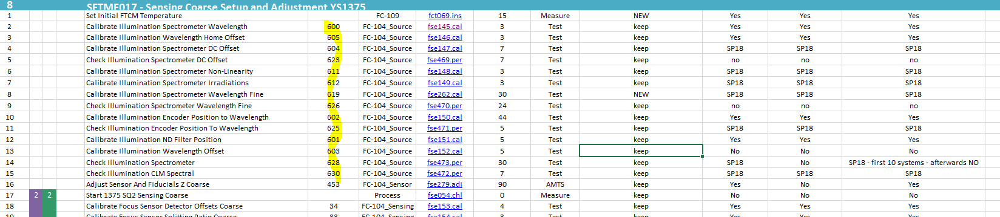 8 SETMF017 - Sensing Coarse Setup and Adjustment YS1375
1 Set Initial FTCM Temperature FC-109 fct069.ins 15 Measure NEW Yes Yes Yes
2 Calibrate Illumination Spectrometer Wavelength 600 FC-104_Source fse145.cal 3 Test keep Yes Yes Yes
3 Calibrate Illumination Wavelength Home Offset 605 FC-104_Source fse146.cal 3 Test keep Yes Yes Yes
4 Calibrate Illumination Spectrometer DC Offset 604 FC-104_Source fse147.cal 7 Test keep SP18 SP18 SP18
5 Check Illumination Spectrometer DC Offset 623 FC-104_Source fse469.per 7 Test keep no no no
6 Calibrate Illumination Spectrometer Non-Linearity 611 FC-104_Source fse148.cal 3 Test keep SP18 SP18 SP18
7 Calibrate Illumination Spectrometer Irradiations 612 FC-104_Source fse149.cal 3 Test keep SP18 SP18 SP18
8 Calibrate Illumination Spectrometer Wavelength Fine 619 FC-104_Source fse262.cal 30 Test NEW SP18 SP18 SP18
9 Check Illumination Spectrometer Wavelength Fine 626 FC-104_Source fse470.per 24 Test keep no no no
10 Calibrate Illumination Encoder Position to Wavelength 602 FC-104_Source fse150.cal 44 Test keep Yes Yes Yes
11 Check Illumination Encoder Position To Wavelength 625 FC-104_Source fse471.per 5 Test keep SP18 SP18 SP18
12 Calibrate Illumination ND Filter Position 601 FC-104_Source fse151.cal 5 Test keep Yes Yes Yes
13 Calibrate Illumination Wavelength Offset 603 FC-104_Source fse152.cal 5 Test keep No No No
14 Check Illumination Spectrometer 628 FC-104_Source fse473.per 30 Test keep SP18 No SP18 - first 10 systems - afterwards NO
15 Check Illumination CLM Spectral 630 FC-104_Source fse472.per 7 Test keep SP18 SP18 SP18
16 Adjust Sensor And Fiducials Z Coarse 453 FC-104_Sensor fse279.adj 90 AMTS keep Yes No Yes
17 2 2 Start 1375 SQ2 Sensing Coarse Process fse054.chl 0 Measure keep No No No
18 Calibrate Focus Sensor Detector Offsets Coarse 34 FC-104_Sensing fse153.cal 4 Test keep Yes Yes Yes
19 Calibrate Focus Sensor Splitting Ratio Coarse 33 FC-104_Sensing fse154.cal 3 Test keep Yes Yes Yes